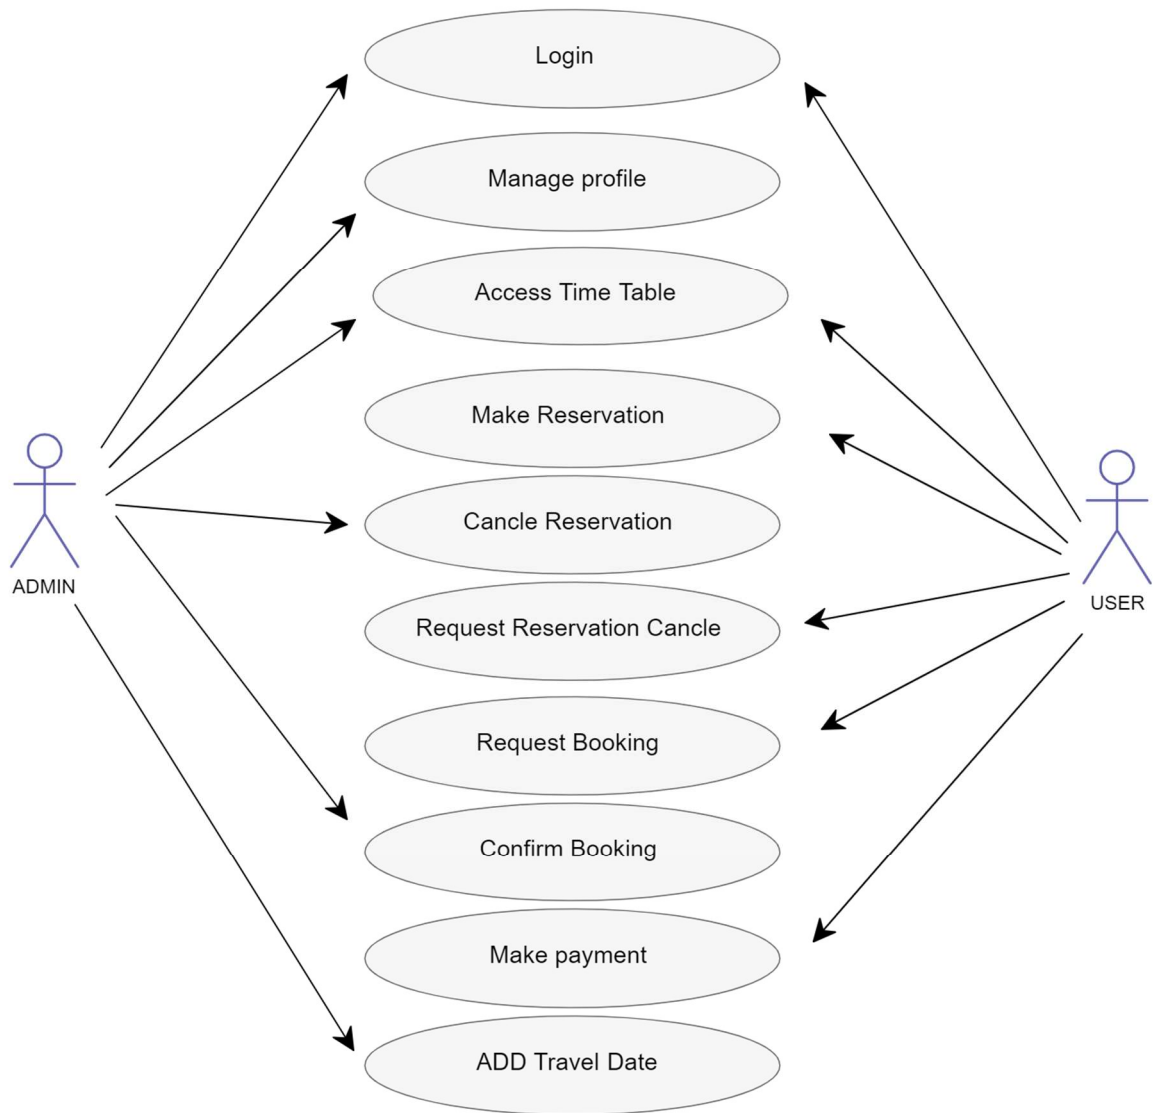 Login
Manage profile
Access Time Table
Make Reservation
Cancle Reservation
ADMIN
USER
Request Reservation Cancle
Request Booking
Confirm Booking
Make payment
ADD Travel Date